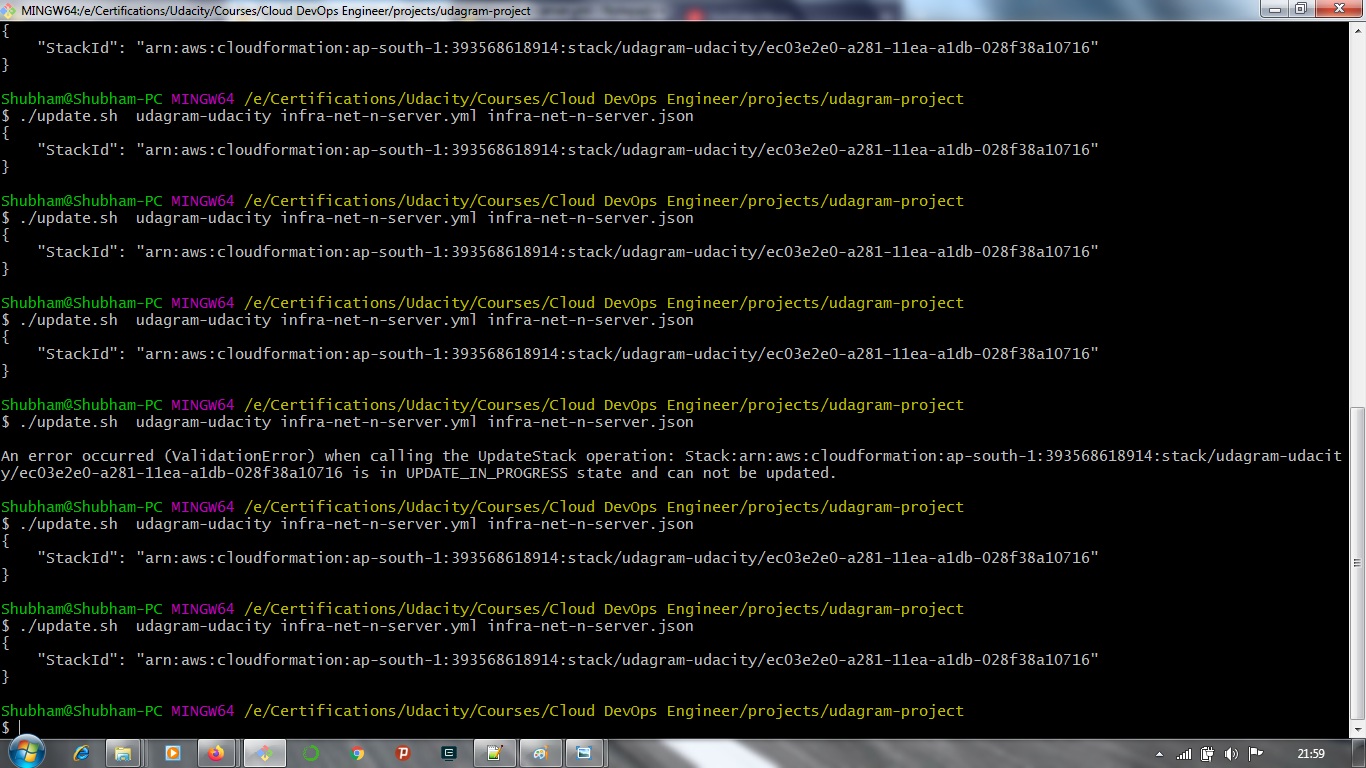 MINGW64:/e/Certifications/Udacity/Courses/Cloud DevOps Engineer/projects/udagram-project
{
    "StackId": "arn:aws:cloudformation:ap-south-1:393568618914:stack/udagram-udacity/ec03e2e0-a281-11ea-a1db-028f38a10716"
}
Shubham@Shubham-PC MINGW64 /e/Certifications/Udacity/Courses/Cloud DevOps Engineer/projects/udagram-project
$ ./update.sh  udagram-udacity infra-net-n-server.yml infra-net-n-server.json
{
    "StackId": "arn:aws:cloudformation:ap-south-1:393568618914:stack/udagram-udacity/ec03e2e0-a281-11ea-a1db-028f38a10716"
}
Shubham@Shubham-PC MINGW64 /e/Certifications/Udacity/Courses/Cloud DevOps Engineer/projects/udagram-project
$ ./update.sh  udagram-udacity infra-net-n-server.yml infra-net-n-server.json
{
    "StackId": "arn:aws:cloudformation:ap-south-1:393568618914:stack/udagram-udacity/ec03e2e0-a281-11ea-a1db-028f38a10716"
}
Shubham@Shubham-PC MINGW64 /e/Certifications/Udacity/Courses/Cloud DevOps Engineer/projects/udagram-project
$ ./update.sh  udagram-udacity infra-net-n-server.yml infra-net-n-server.json
{
    "StackId": "arn:aws:cloudformation:ap-south-1:393568618914:stack/udagram-udacity/ec03e2e0-a281-11ea-a1db-028f38a10716"
}
Shubham@Shubham-PC MINGW64 /e/Certifications/Udacity/Courses/Cloud DevOps Engineer/projects/udagram-project
$ ./update.sh  udagram-udacity infra-net-n-server.yml infra-net-n-server.json
An error occurred (ValidationError) when calling the UpdateStack operation: Stack:arn:aws:cloudformation:ap-south-1:393568618914:stack/udagram-udacit
y/ec03e2e0-a281-11ea-a1db-028f38a10716 is in UPDATE_IN_PROGRESS state and can not be updated.
Shubham@Shubham-PC MINGW64 /e/Certifications/Udacity/Courses/Cloud DevOps Engineer/projects/udagram-project
$ ./update.sh  udagram-udacity infra-net-n-server.yml infra-net-n-server.json
{
    "StackId": "arn:aws:cloudformation:ap-south-1:393568618914:stack/udagram-udacity/ec03e2e0-a281-11ea-a1db-028f38a10716"
}
Shubham@Shubham-PC MINGW64 /e/Certifications/Udacity/Courses/Cloud DevOps Engineer/projects/udagram-project
$ ./update.sh  udagram-udacity infra-net-n-server.yml infra-net-n-server.json
{
    "StackId": "arn:aws:cloudformation:ap-south-1:393568618914:stack/udagram-udacity/ec03e2e0-a281-11ea-a1db-028f38a10716"
}
Shubham@Shubham-PC MINGW64 /e/Certifications/Udacity/Courses/Cloud DevOps Engineer/projects/udagram-project
$
21:59